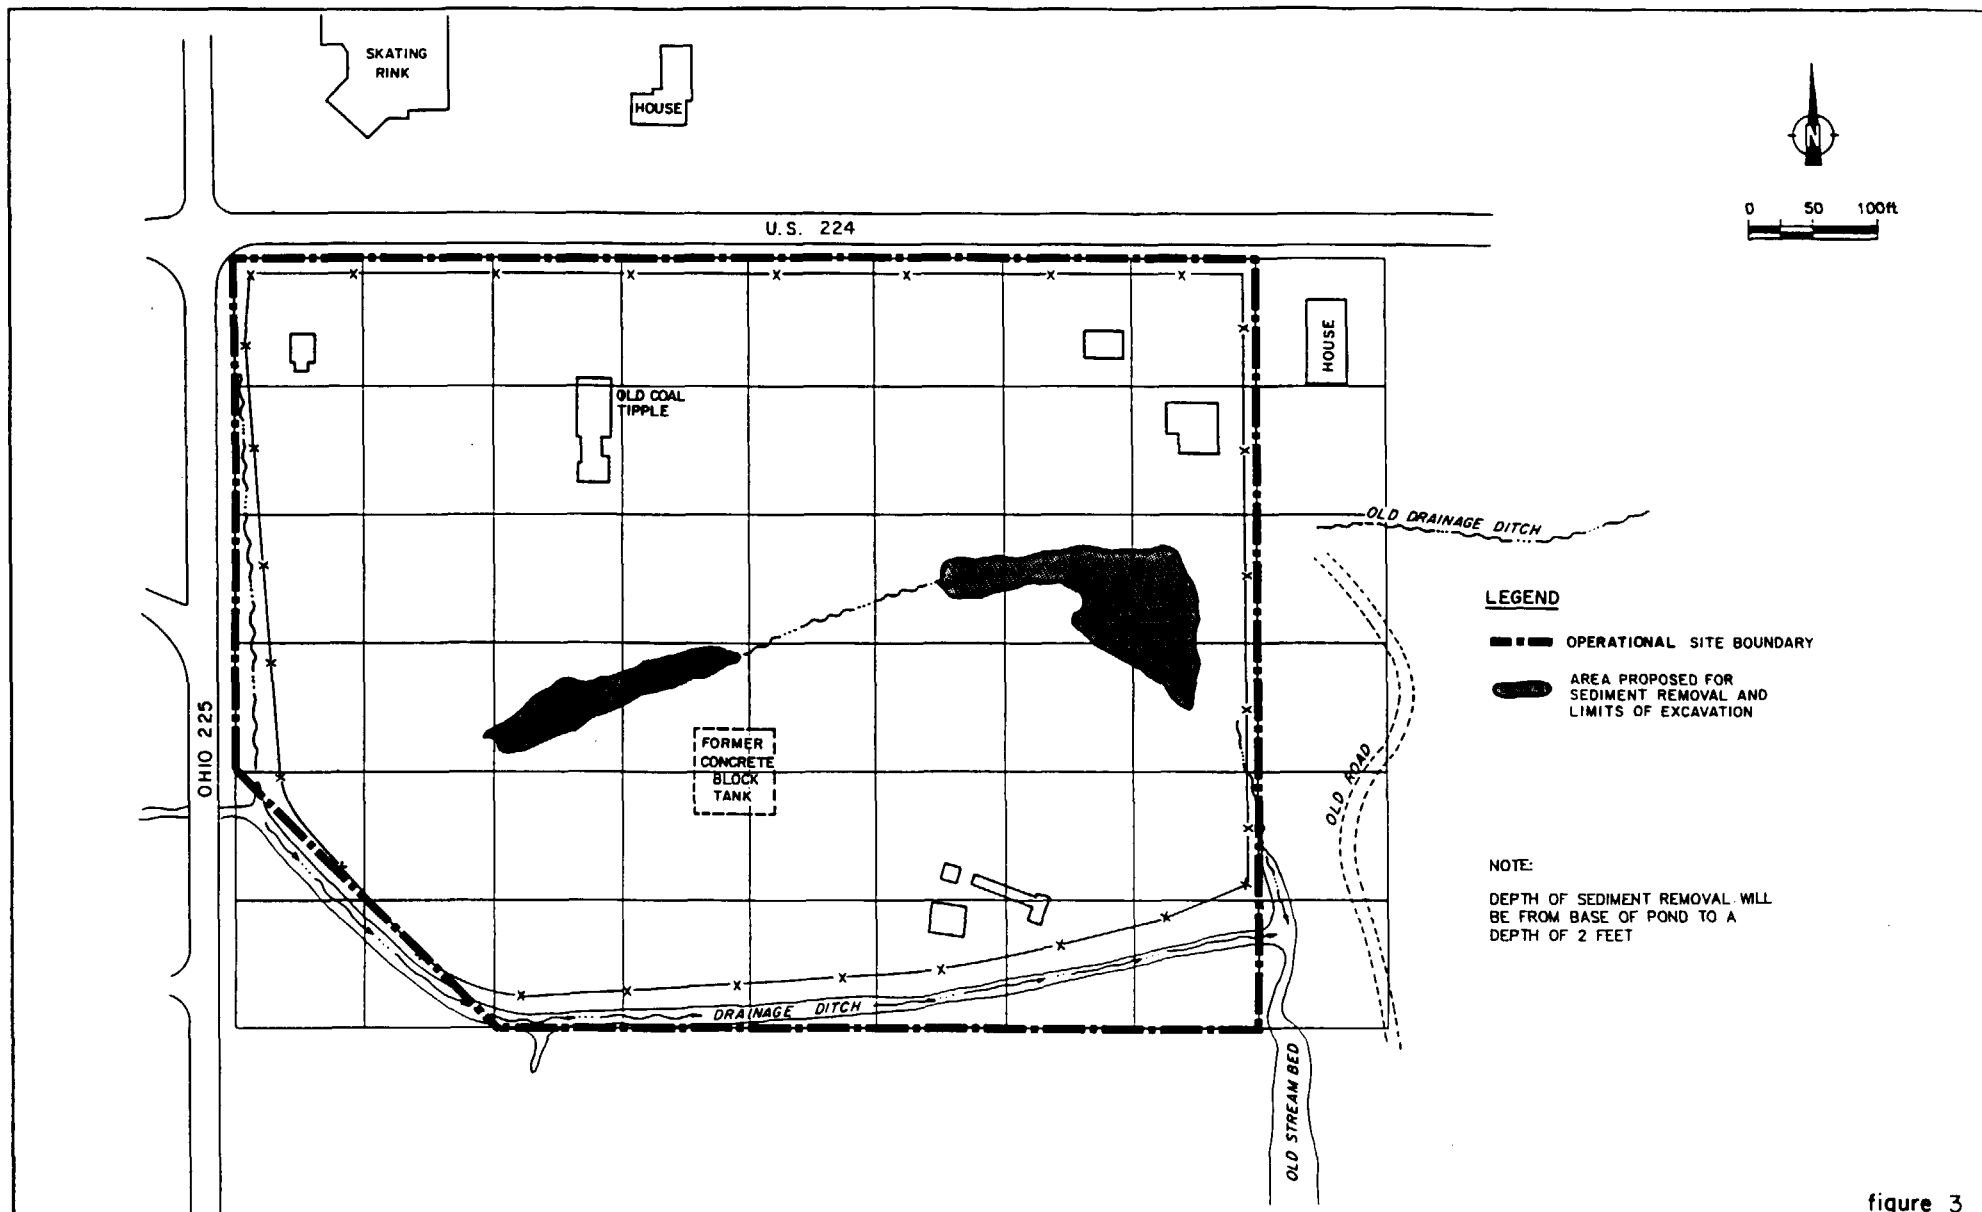 SKATING
RINK
HOUSE
N
0 50 100ft
U.S. 224
HOUSE
OLD COAL
TIPPLE
OLD DRAINAGE DITCH
LEGEND
OPERATIONAL SITE BOUNDARY
AREA PROPOSED FOR
SEDIMENT REMOVAL AND
LIMITS OF EXCAVATION
OHIO 225
FORMER
CONCRETE
BLOCK
TANK
OLD ROAD
NOTE:
DEPTH OF SEDIMENT REMOVAL WILL
BE FROM BASE OF POND TO A
DEPTH OF 2 FEET
DRAINAGE DITCH
OLD STREAM BED
figure 3